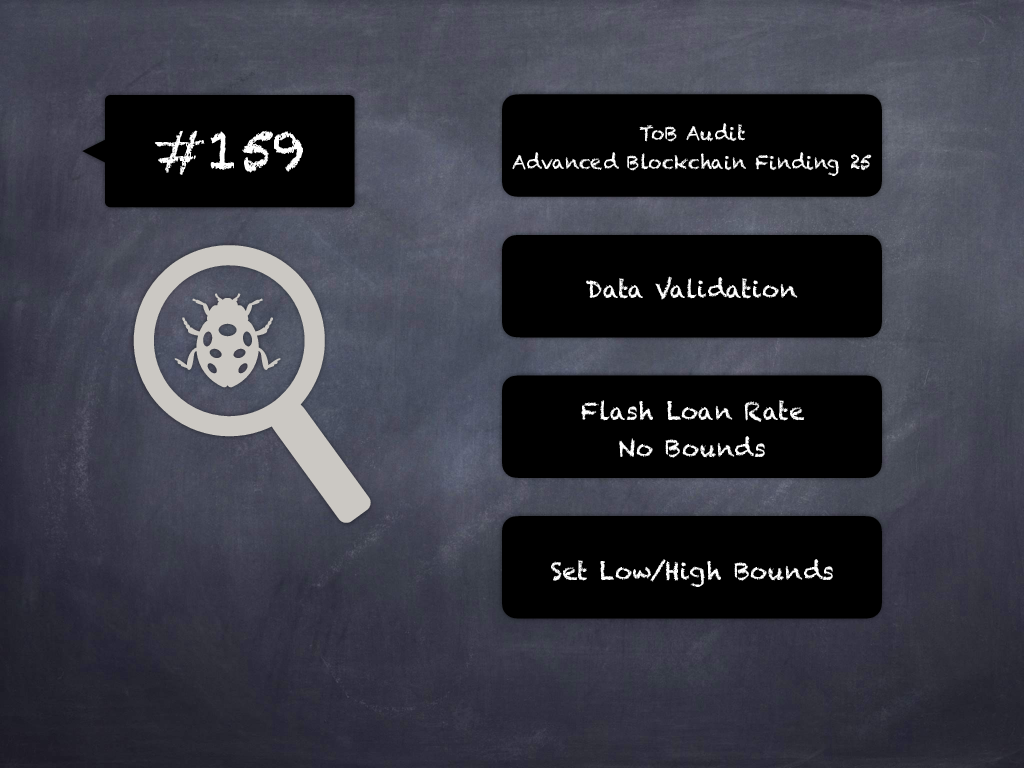 #159
ToB Audit
Advanced Blockchain Finding 25
Data Validation
Flash Loan Rate
No Bounds
Set Low/High Bounds